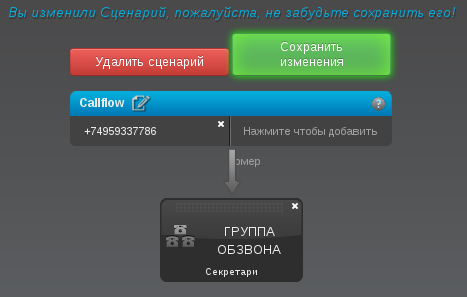 Вы изменили Сценарий, пожалуйста, не забудьте сохранить его!
Удалить сценарий
Сохранить
изменения
Callflow
?
+74959337786
Нажмите чтобы добавить
омер
ГРУППА
ОБЗВОНА
Секретари